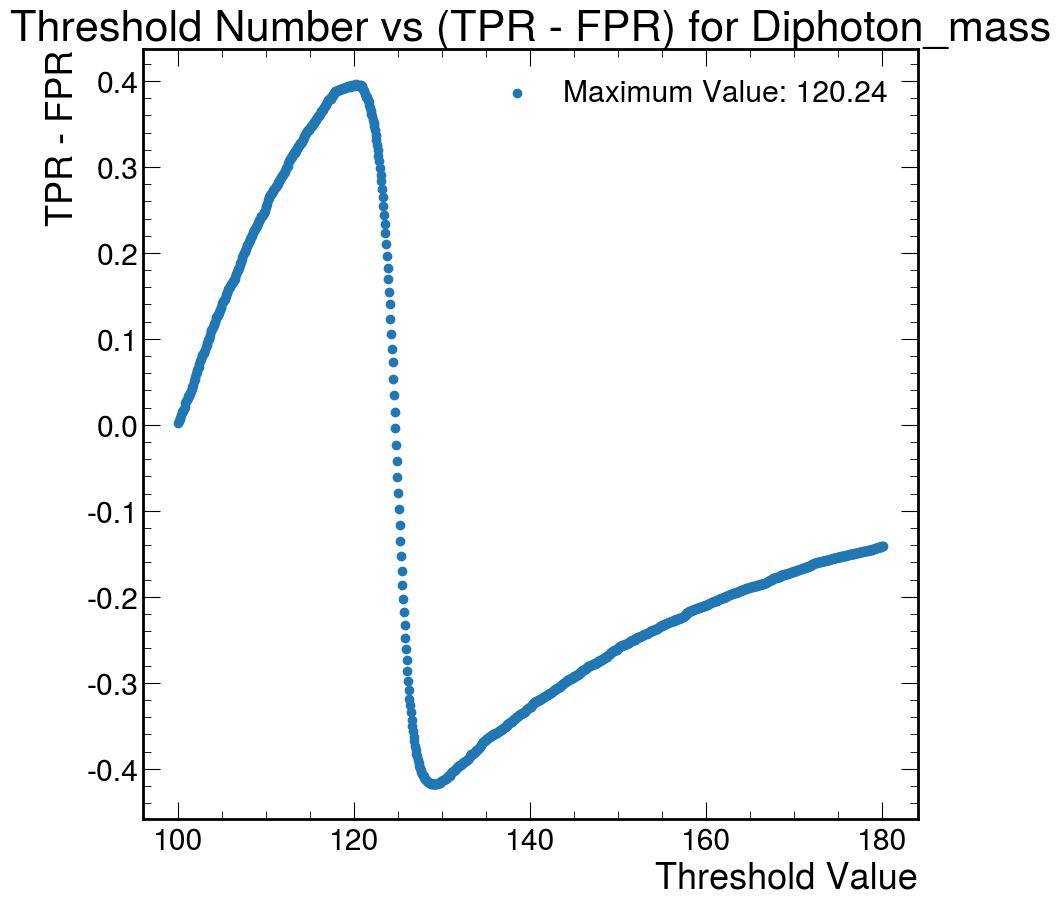 Threshold Number vs (TPR - FPR) for Diphoton_mass
TPR - FPR
Maximum Value: 120.24
0.4
0.3
0.2
0.1
0.0
-0.1
-0.2
-0.3
-0.4
100 120 140 160 180
Threshold Value